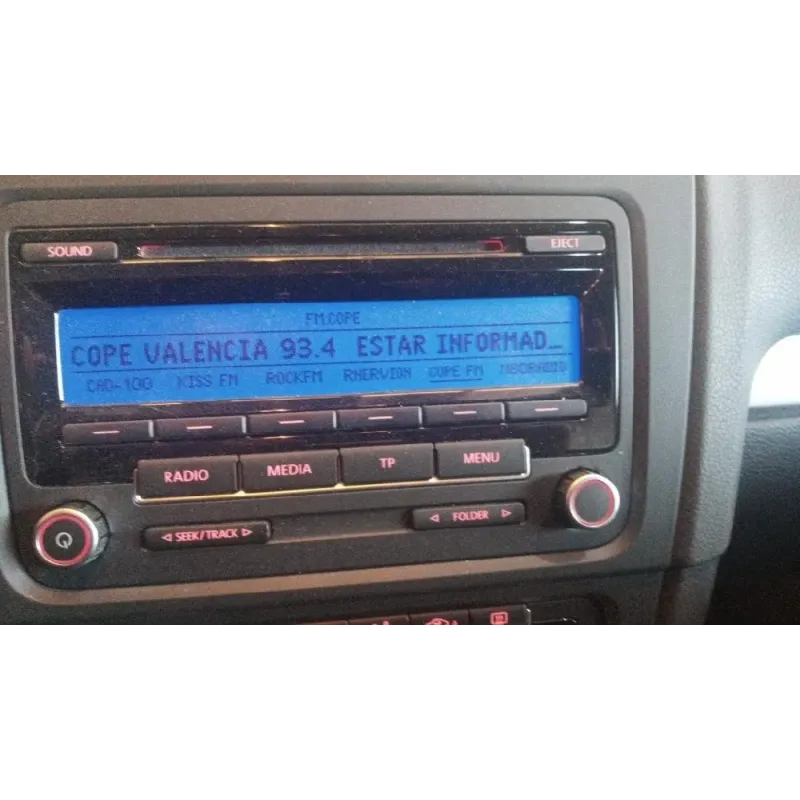 SOUND EJECT
FM.COPE
COPE VALENCIA 93.4 ESTAR INFORMAD...
CAD-100 KISS FM ROCKFM RNERVION COPE FM
RADIO MEDIA TP MENU
SEEK/TRACK FOLDER